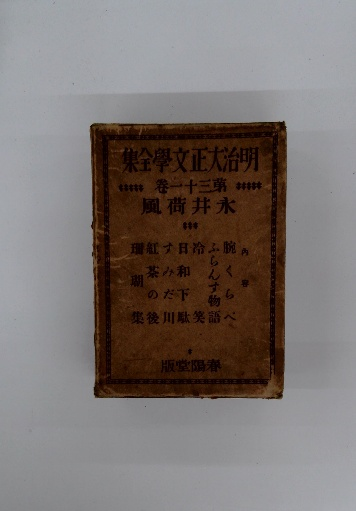 明治大正文學全集
第三十一卷
永井荷風
內容
腕くらべ
ふらんす物語
冷笑
日和下駄
すみだ川
紅茶の後
珊瑚集
春陽堂版